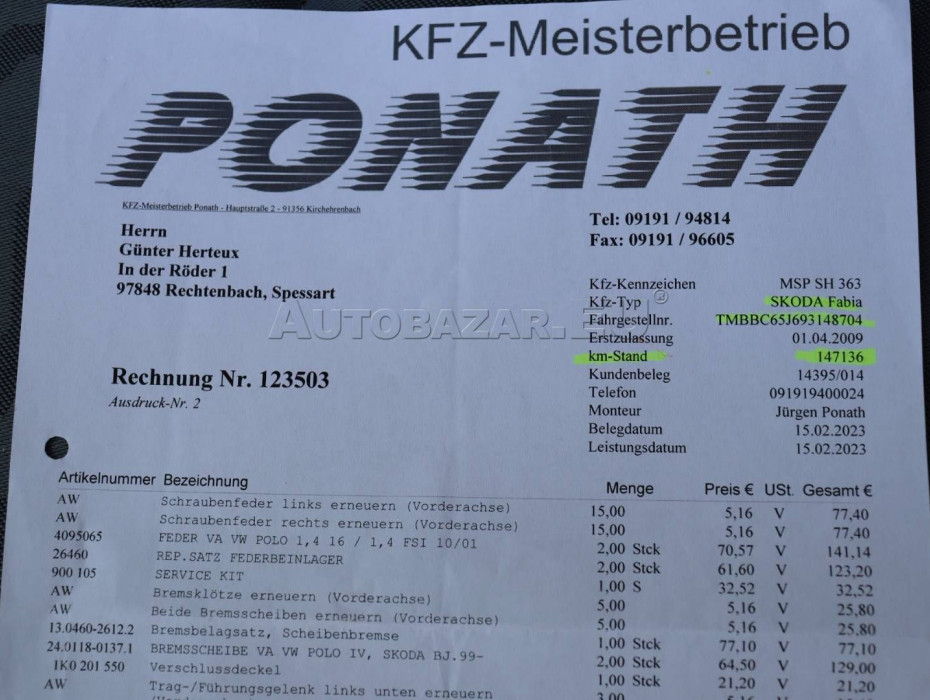 KFZ-Meisterbetrieb
PONATH
KFZ-Meisterbetrieb Ponath - Hauptstraße 2 - 91356 Kirchehrenbach
Herrn
Günter Herteux
In der Röder 1
97848 Rechtenbach, Spessart
Tel: 09191 / 94814
Fax: 09191 / 96605
Kfz-Kennzeichen MSP SH 363
Kfz-Typ SKODA Fabia
Fahrgestellnr. TMBBC65J693148704
Erstzulassung 01.04.2009
km-Stand 147136
Kundenbeleg 14395/014
Telefon 091919400024
Monteur Jürgen Ponath
Belegdatum 15.02.2023
Leistungsdatum 15.02.2023
AUTOBAZAR.EU®
Rechnung Nr. 123503
Ausdruck-Nr. 2
Artikelnummer Bezeichnung Menge Preis € USt. Gesamt €
AW Schraubenfeder links erneuern (Vorderachse) 15,00 5,16 V 77,40
AW Schraubenfeder rechts erneuern (Vorderachse) 15,00 5,16 V 77,40
4095065 FEDER VA VW POLO 1,4 16 / 1,4 FSI 10/01 2,00 Stck 70,57 V 141,14
26460 REP.SATZ FEDERBEINLAGER 2,00 Stck 61,60 V 123,20
900 105 SERVICE KIT 1,00 S 32,52 V 32,52
AW Bremsklötze erneuern (Vorderachse) 5,00 5,16 V 25,80
AW Beide Bremsscheiben erneuern (Vorderachse) 5,00 5,16 V 25,80
13.0460-2612.2 Bremsbelagsatz, Scheibenbremse 1,00 Stck 77,10 V 77,10
24.0118-0137.1 BREMSSCHEIBE VA VW POLO IV, SKODA BJ.99- 2,00 Stck 64,50 V 129,00
1K0 201 550 Verschlussdeckel 1,00 Stck 21,20 V 21,20
AW Trag-/Führungsgelenk links unten erneuern 3,00